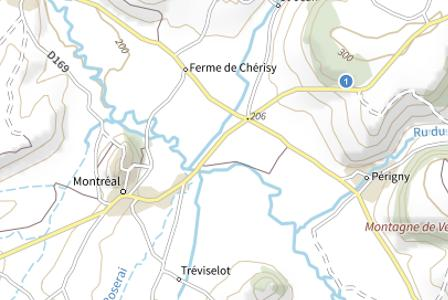 200
D169
Ferme de Chérisy
300
1
206
Ru du
Montréal
Périgny
Montagne de Ve
Tréviselot